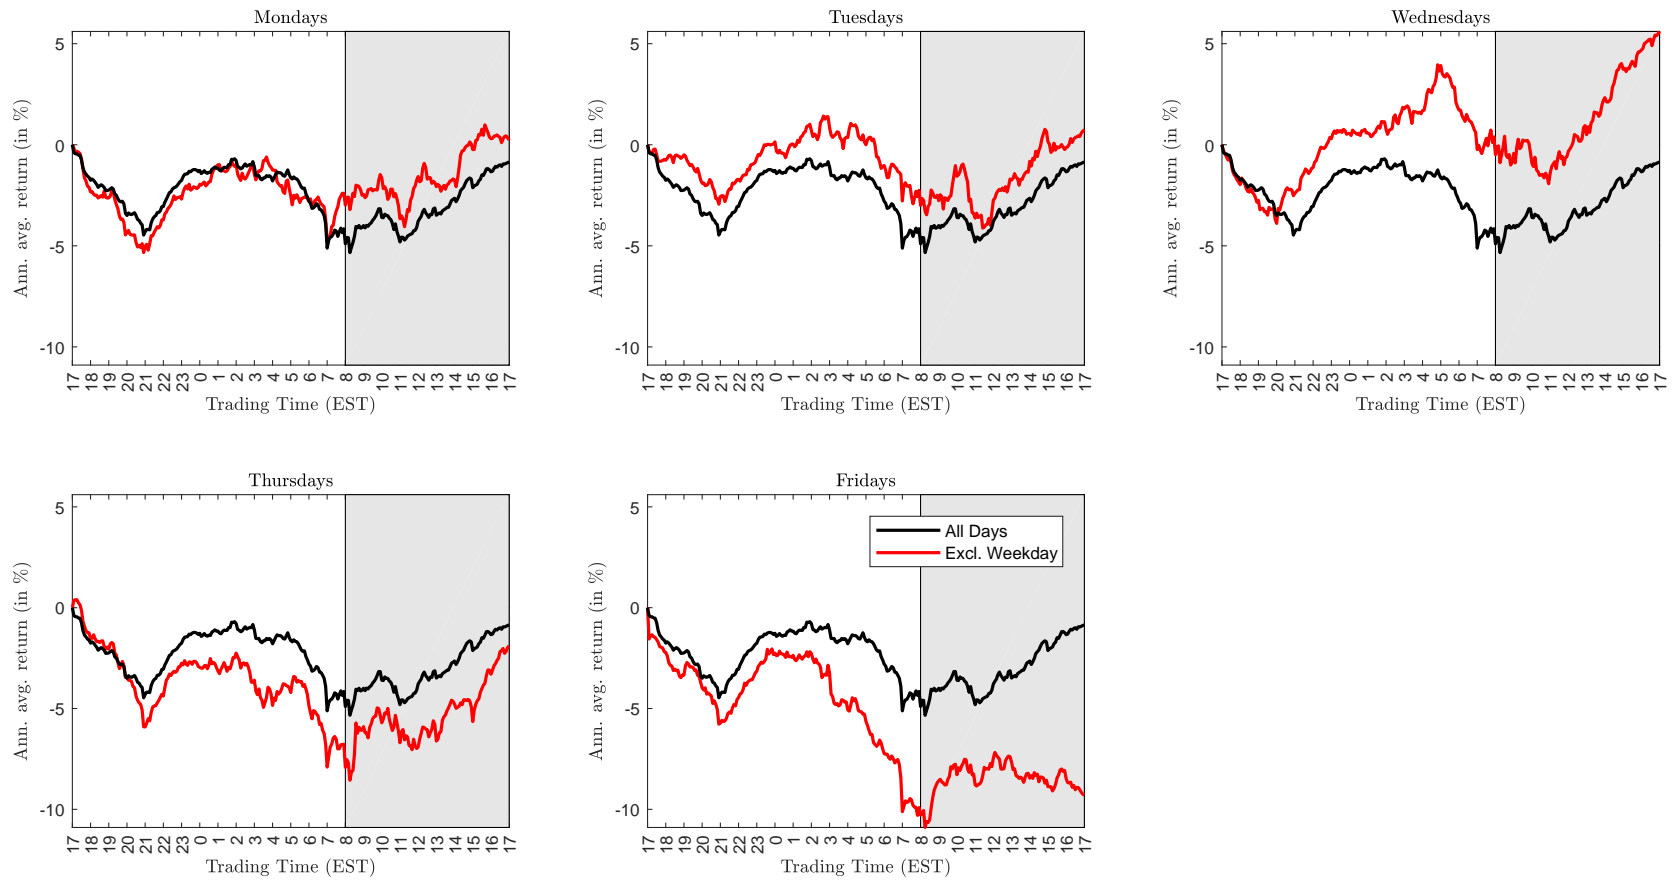 Mondays
5
0
-5
-10
Ann. avg. return (in %)
17 18 19 20 21 22 23 0 1 2 3 4 5 6 7 8 9 10 11 12 13 14 15 16 17
Trading Time (EST)
Tuesdays
5
0
-5
-10
Ann. avg. return (in %)
17 18 19 20 21 22 23 0 1 2 3 4 5 6 7 8 9 10 11 12 13 14 15 16 17
Trading Time (EST)
Wednesdays
5
0
-5
-10
Ann. avg. return (in %)
17 18 19 20 21 22 23 0 1 2 3 4 5 6 7 8 9 10 11 12 13 14 15 16 17
Trading Time (EST)
Thursdays
5
0
-5
-10
Ann. avg. return (in %)
17 18 19 20 21 22 23 0 1 2 3 4 5 6 7 8 9 10 11 12 13 14 15 16 17
Trading Time (EST)
Fridays
5
0
-5
-10
Ann. avg. return (in %)
All Days
Excl. Weekday
17 18 19 20 21 22 23 0 1 2 3 4 5 6 7 8 9 10 11 12 13 14 15 16 17
Trading Time (EST)